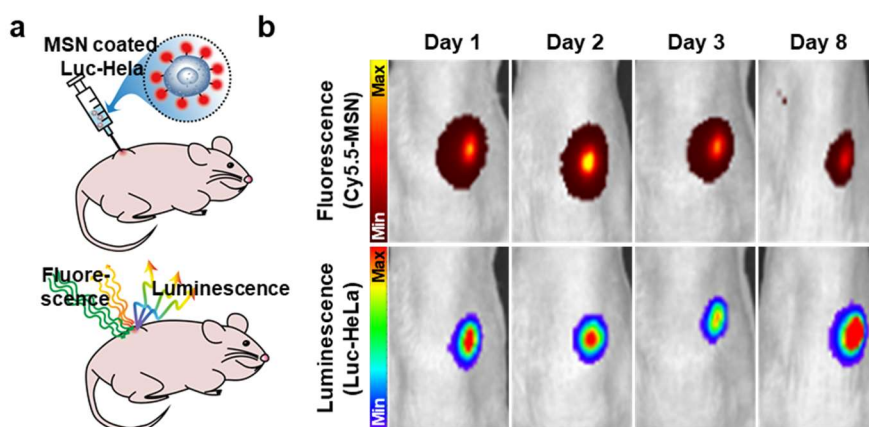 a
MSN coated
Luc-Hela
Fluore-
scence
Luminescence
b
Day 1
Day 2
Day 3
Day 8
Fluorescence
(Cy5.5-MSN)
Max
Min
Luminescence
(Luc-HeLa)
Max
Min